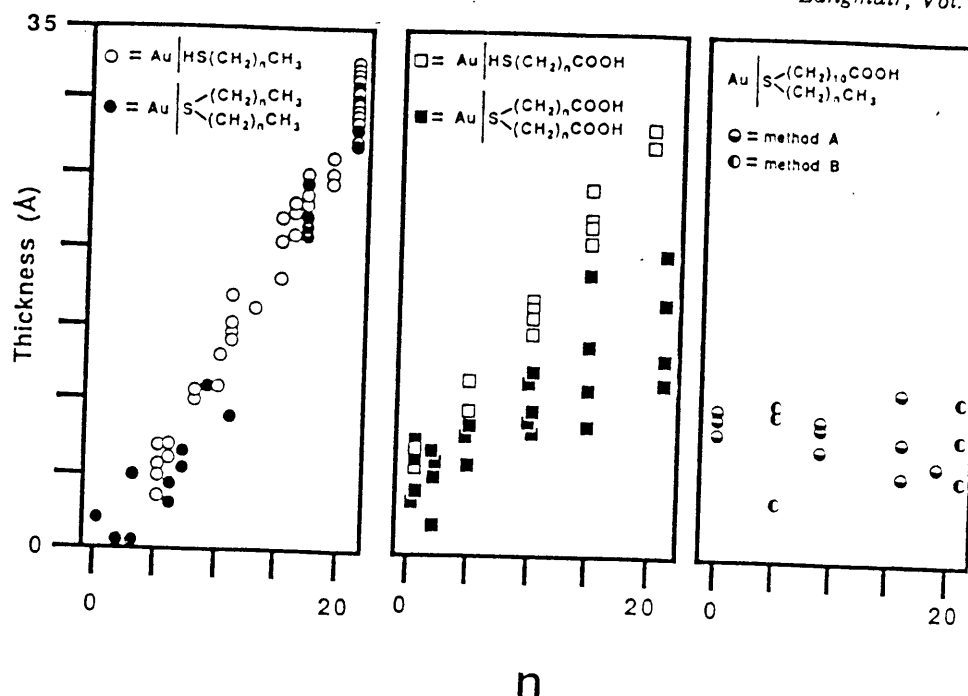 Langmuir, Vol.
35
○ = Au│HS(CH₂)ₙCH₃
● = Au│S (CH₂)ₙCH₃
(CH₂)ₙCH₃
□ = Au│HS(CH₂)ₙCOOH
■ = Au│S (CH₂)ₙCOOH
(CH₂)ₙCOOH
Au│S (CH₂)₁₀COOH
(CH₂)ₙCH₃
◒ = method A
◐ = method B
Thickness (Å)
0
0 20
0 20
0 20
n